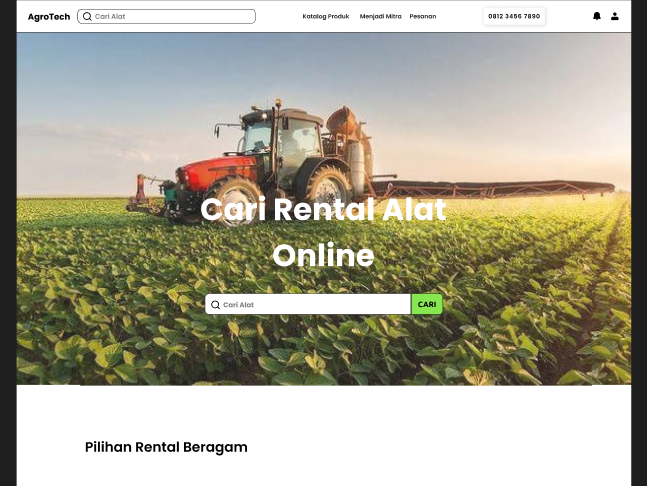 AgroTech
Cari Alat
Katalog Produk
Menjadi Mitra
Pesanan
0812 3456 7890
Cari Rental Alat
Online
Cari Alat
CARI
Pilihan Rental Beragam